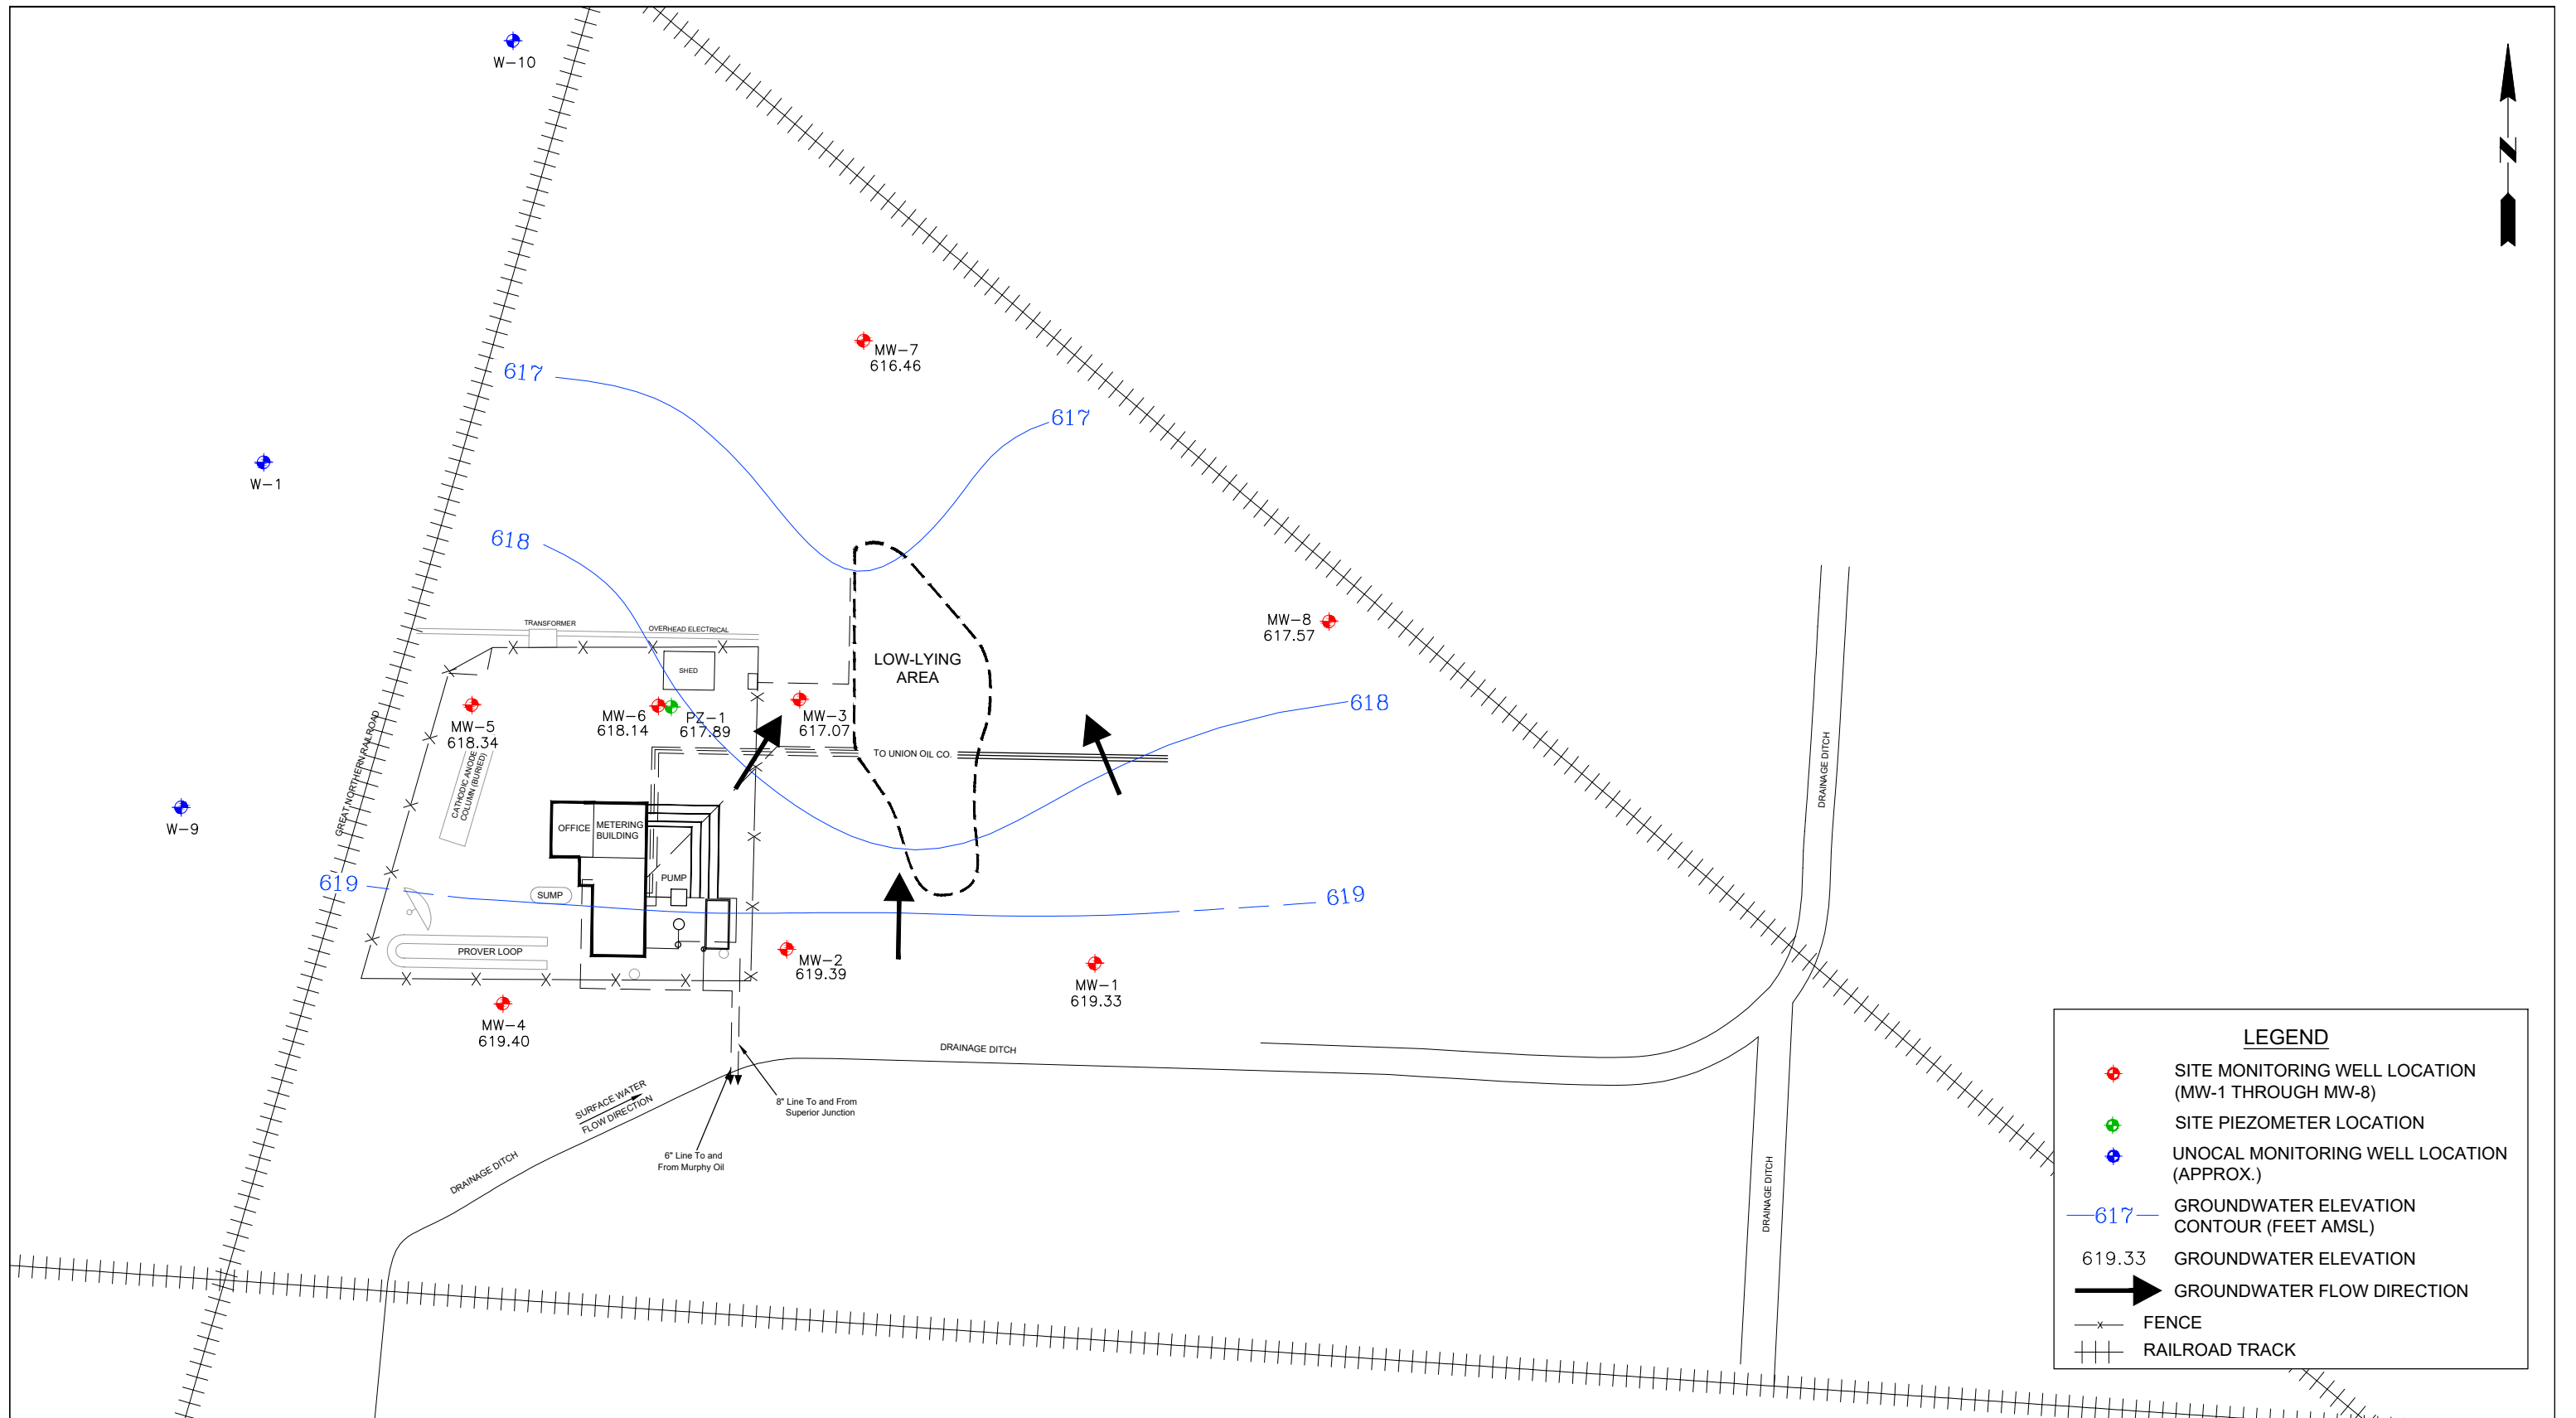 W-10
N
MW-7
616.46
617
617
W-1
618
TRANSFORMER
OVERHEAD ELECTRICAL
MW-8
617.57
LOW-LYING
AREA
SHED
618
MW-5
618.34
MW-6
618.14
PZ-1
617.89
MW-3
617.07
TO UNION OIL CO.
GREAT NORTHERN RAILROAD
CATHODIC ANODE
COLUMN (BURIED)
DRAINAGE DITCH
W-9
OFFICE
METERING
BUILDING
PUMP
619
SUMP
619
PROVER LOOP
MW-2
619.39
MW-1
619.33
MW-4
619.40
DRAINAGE DITCH
SURFACE WATER
FLOW DIRECTION
8" Line To and From
Superior Junction
6" Line To and
From Murphy Oil
DRAINAGE DITCH
DRAINAGE DITCH
LEGEND
SITE MONITORING WELL LOCATION
(MW-1 THROUGH MW-8)
SITE PIEZOMETER LOCATION
UNOCAL MONITORING WELL LOCATION
(APPROX.)
617
GROUNDWATER ELEVATION
CONTOUR (FEET AMSL)
619.33 GROUNDWATER ELEVATION
GROUNDWATER FLOW DIRECTION
x FENCE
RAILROAD TRACK